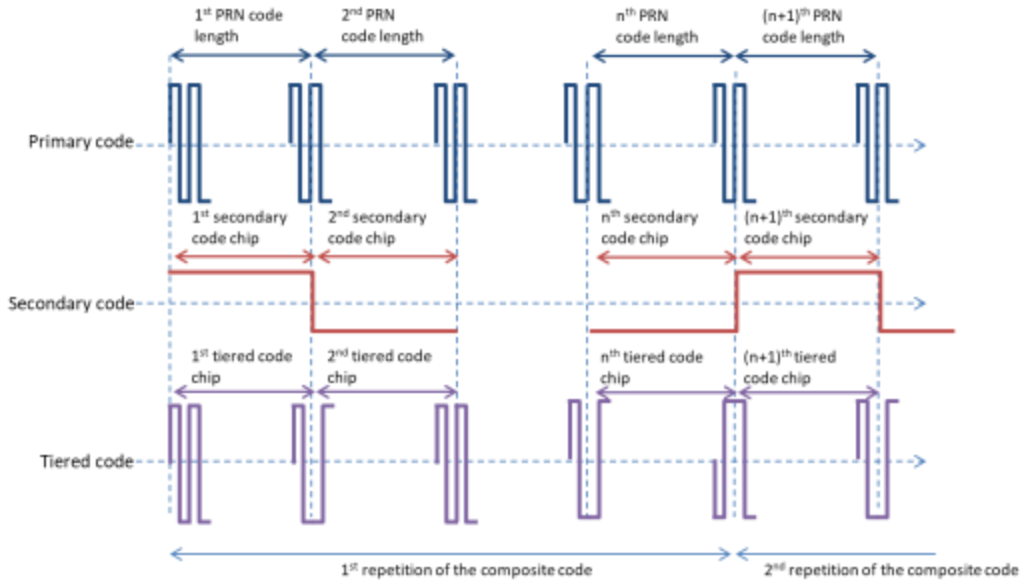 1st PRN code
length
2nd PRN
code length
nth PRN
code length
(n+1)th PRN
code length
Primary code
1st secondary
code chip
2nd secondary
code chip
nth secondary
code chip
(n+1)th secondary
code chip
Secondary code
1st tiered code
chip
2nd tiered code
chip
nth tiered code
chip
(n+1)th tiered
code chip
Tiered code
1st repetition of the composite code
2nd repetition of the composite code